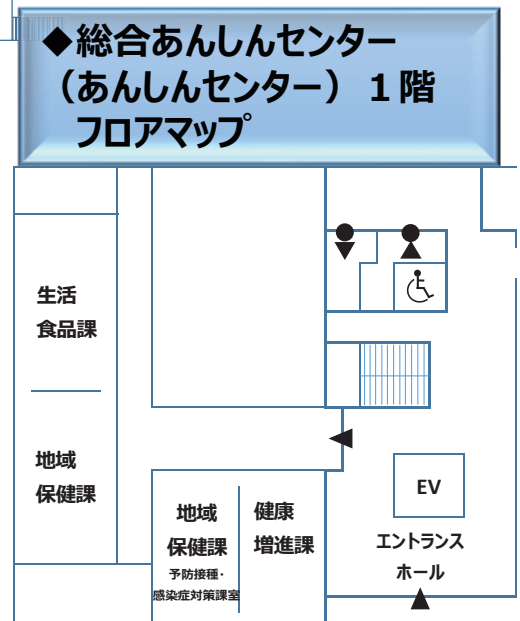 ◆総合あんしんセンター
（あんしんセンター）１階
フロアマップ
生活
食品課
地域
保健課
地域
保健課
予防接種・
感染症対策課室
健康
増進課
EV
エントランス
ホール